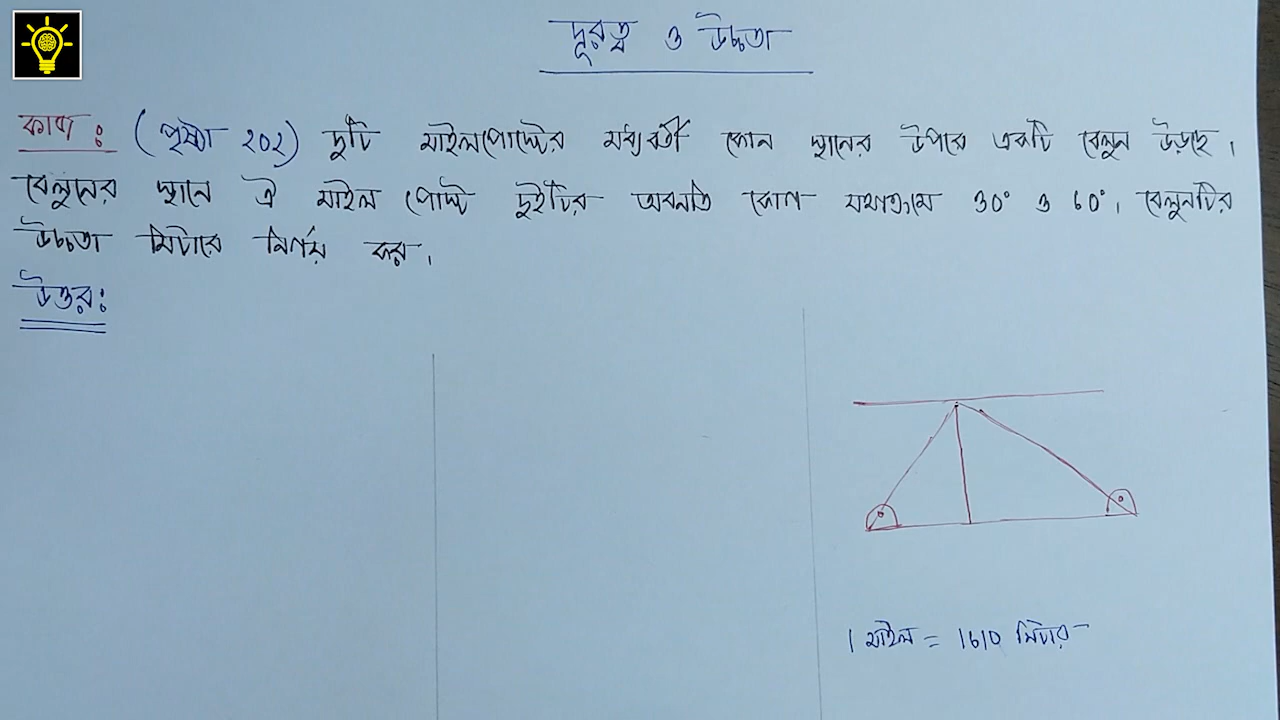 দূরত্ব ও উচ্চতা
কাজ : (পৃষ্ঠা ২০২) দুটি মাইলপোস্টের মধ্যবর্তী কোন স্থানের উপরে একটি বেলুন উড়ছে ।
বেলুনের স্থানে ঐ মাইল পোস্ট দুইটির অবনতি কোণ যথাক্রমে ৩0° ও 60° । বেলুনটির
উচ্চতা মিটারে নির্ণয় কর ।
উত্তর :
1 মাইল = 1610 মিটার